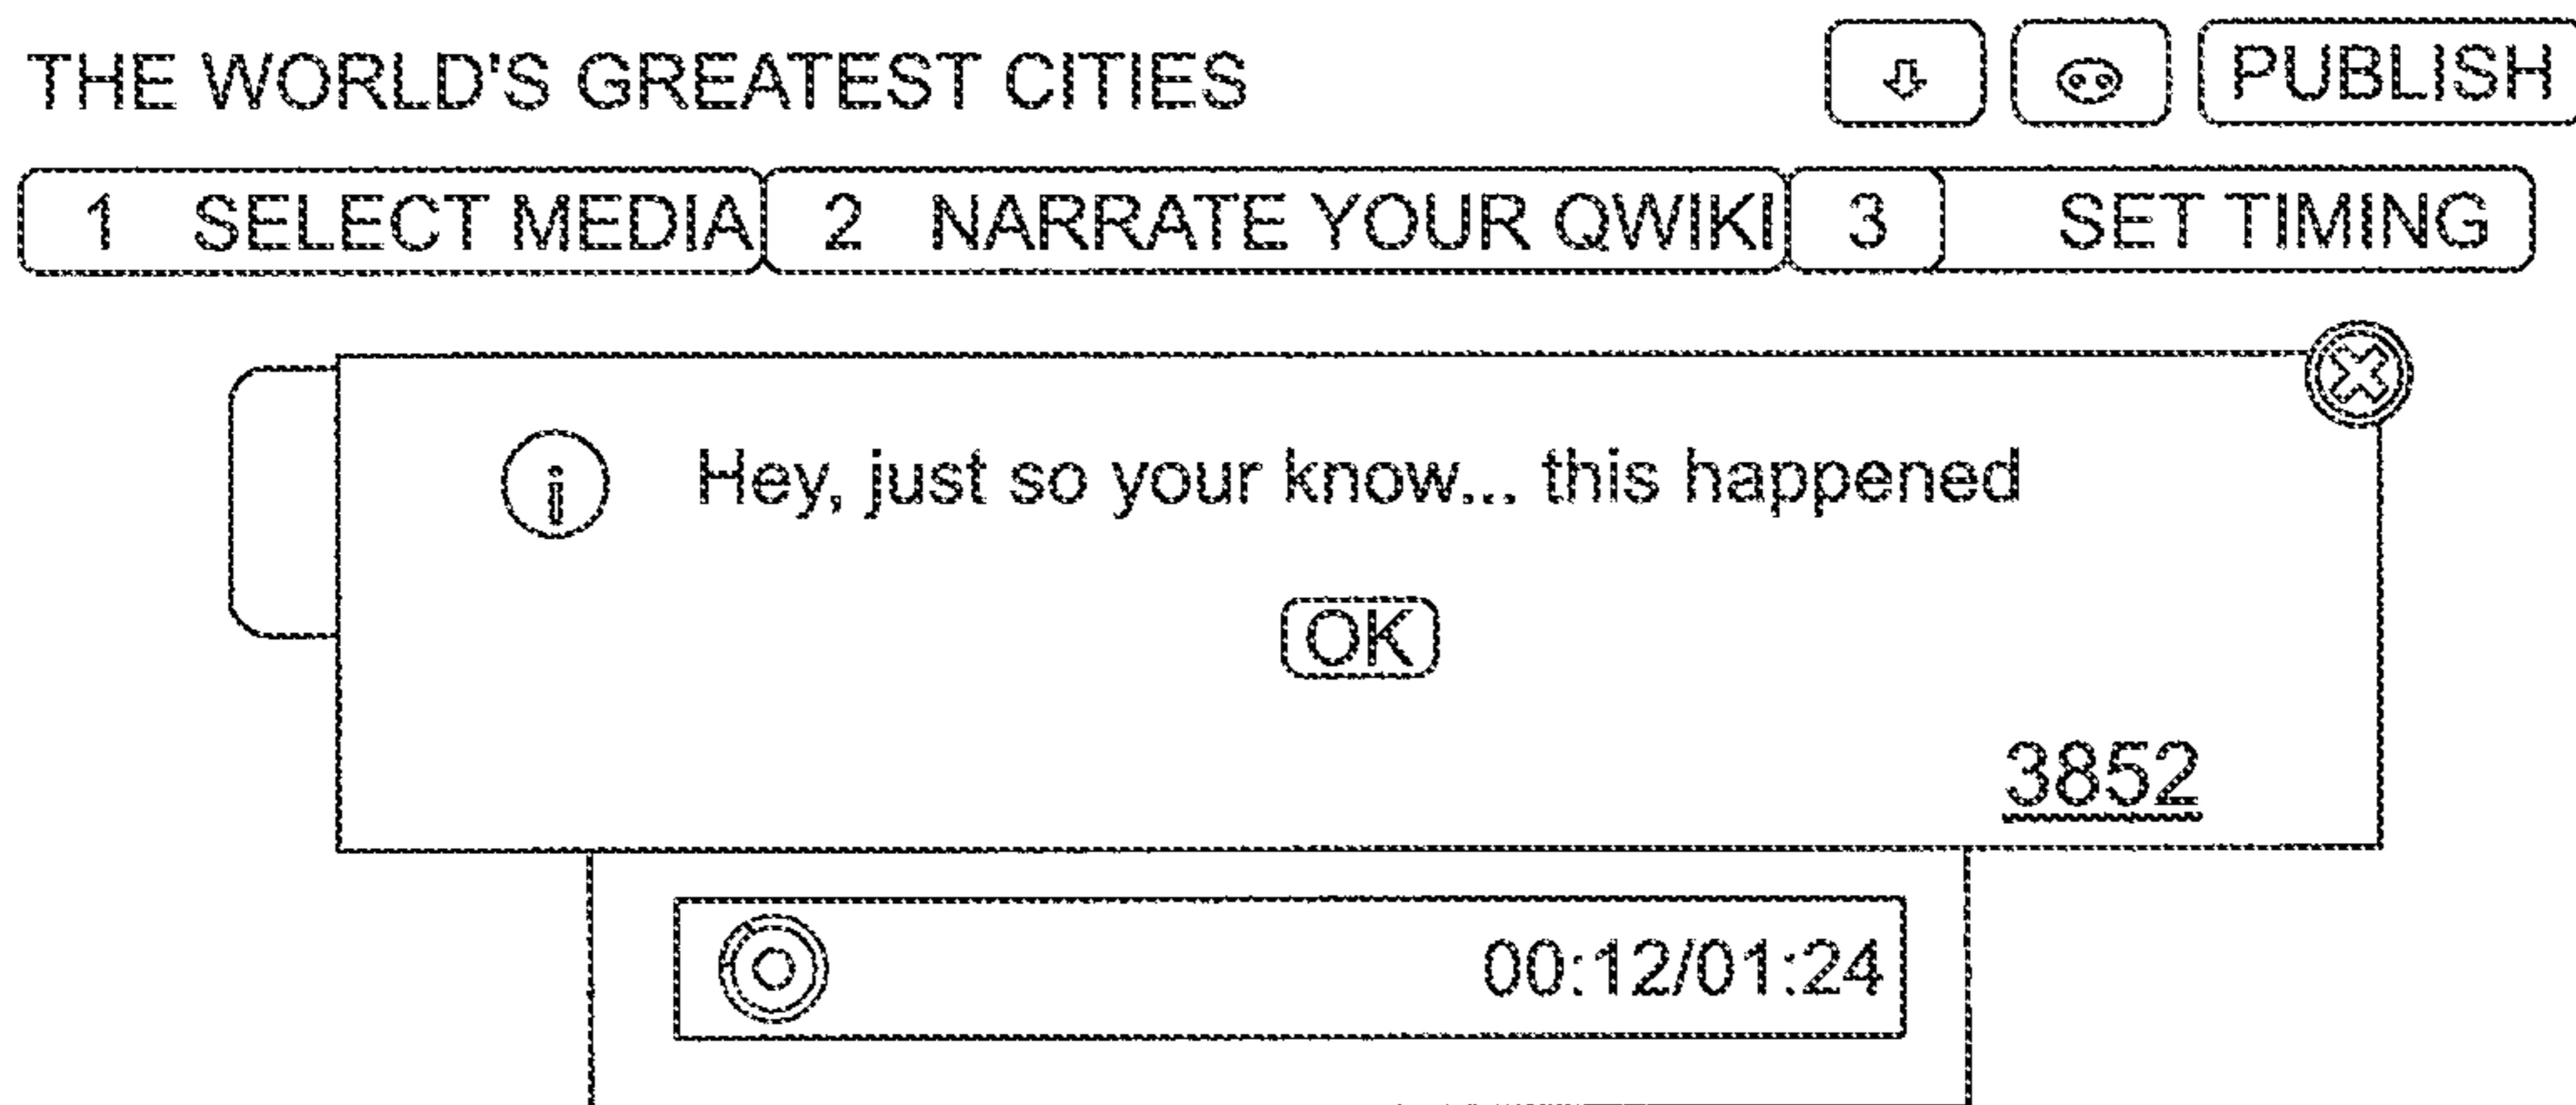 THE WORLD'S GREATEST CITIES PUBLISH
1 SELECT MEDIA 2 NARRATE YOUR QWIKI 3 SET TIMING
i Hey, just so your know... this happened
OK
3852
00:12/01:24